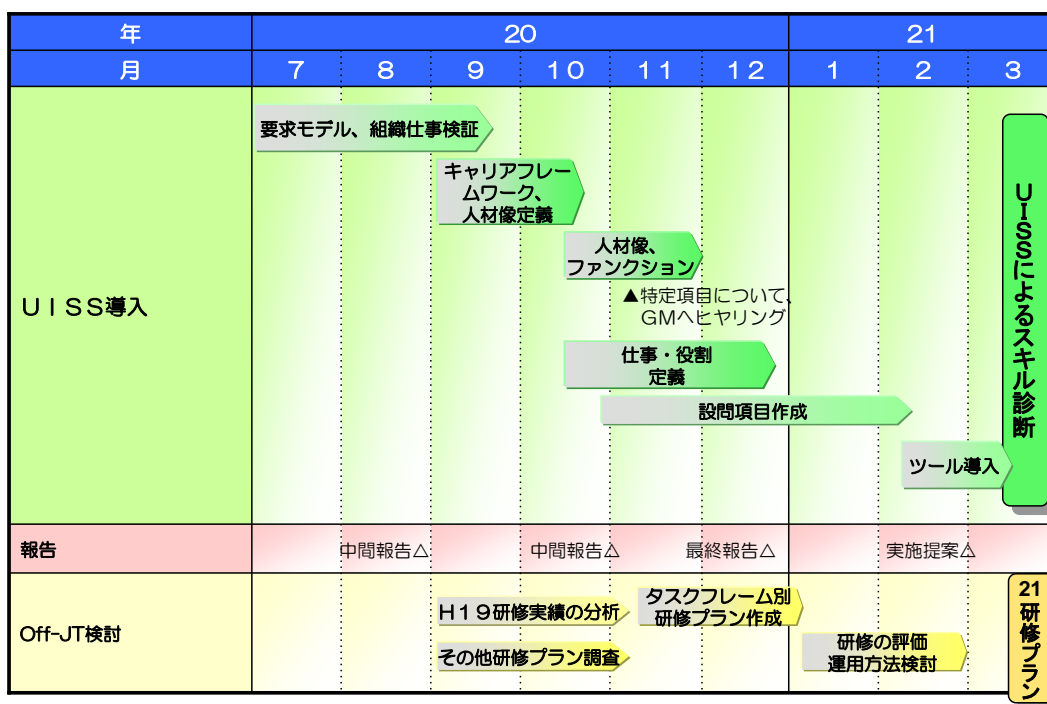 年
２０
２１
月
７
８
９
１０
１１
１２
１
２
３
要求モデル、組織仕事検証
キャリアフレー
ムワーク、
人材像定義
人材像、
ファンクション
▲特定項目について、
GMへヒヤリング
ＵＩＳＳ導入
仕事・役割
定義
設問項目作成
ツール導入
ＵＩＳＳによるスキル診断
報告
中間報告△
中間報告△
最終報告△
実施提案△
Off-JT検討
Ｈ１９研修実績の分析
その他研修プラン調査
タスクフレーム別
研修プラン作成
研修の評価
運用方法検討
21
研修プラン